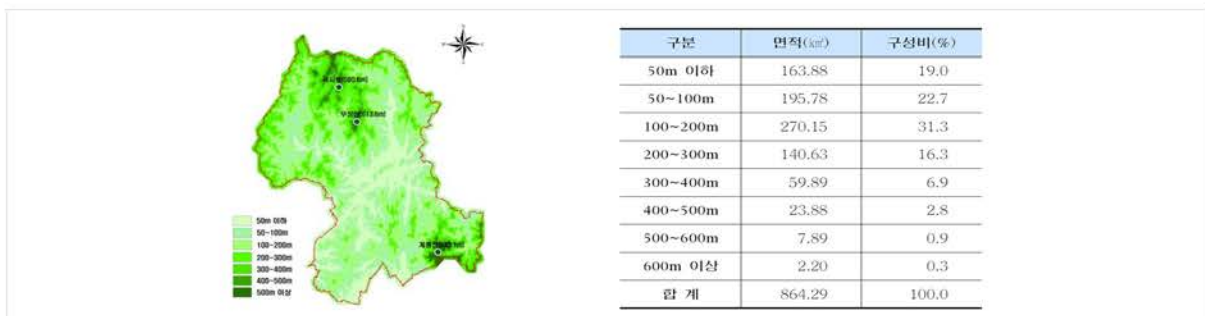 50m 이하
50~100m
100~200m
200~300m
300~400m
400~500m
500m 이상
구분 면적(㎢) 구성비(%)
50m 이하 163.88 19.0
50~100m 195.78 22.7
100~200m 270.15 31.3
200~300m 140.63 16.3
300~400m 59.89 6.9
400~500m 23.88 2.8
500~600m 7.89 0.9
600m 이상 2.20 0.3
합 계 864.29 100.0